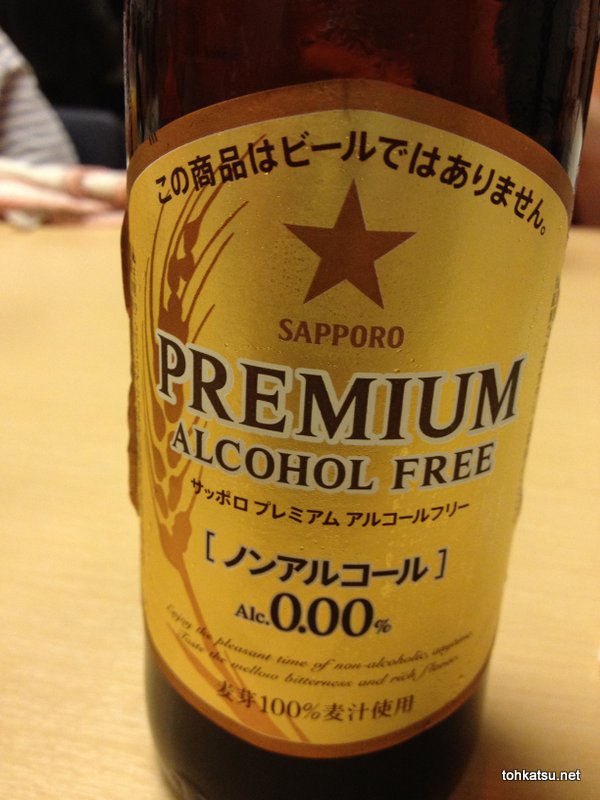 この商品はビールではありません。
SAPPORO
PREMIUM
ALCOHOL FREE
サッポロ プレミアム アルコールフリー
[ ノンアルコール ]
Alc.0.00%
Enjoy the pleasant time of non-alcoholic, anytime.
Taste the mellow bitterness and rich flavor.
麦芽100%麦汁使用
tohkatsu.net